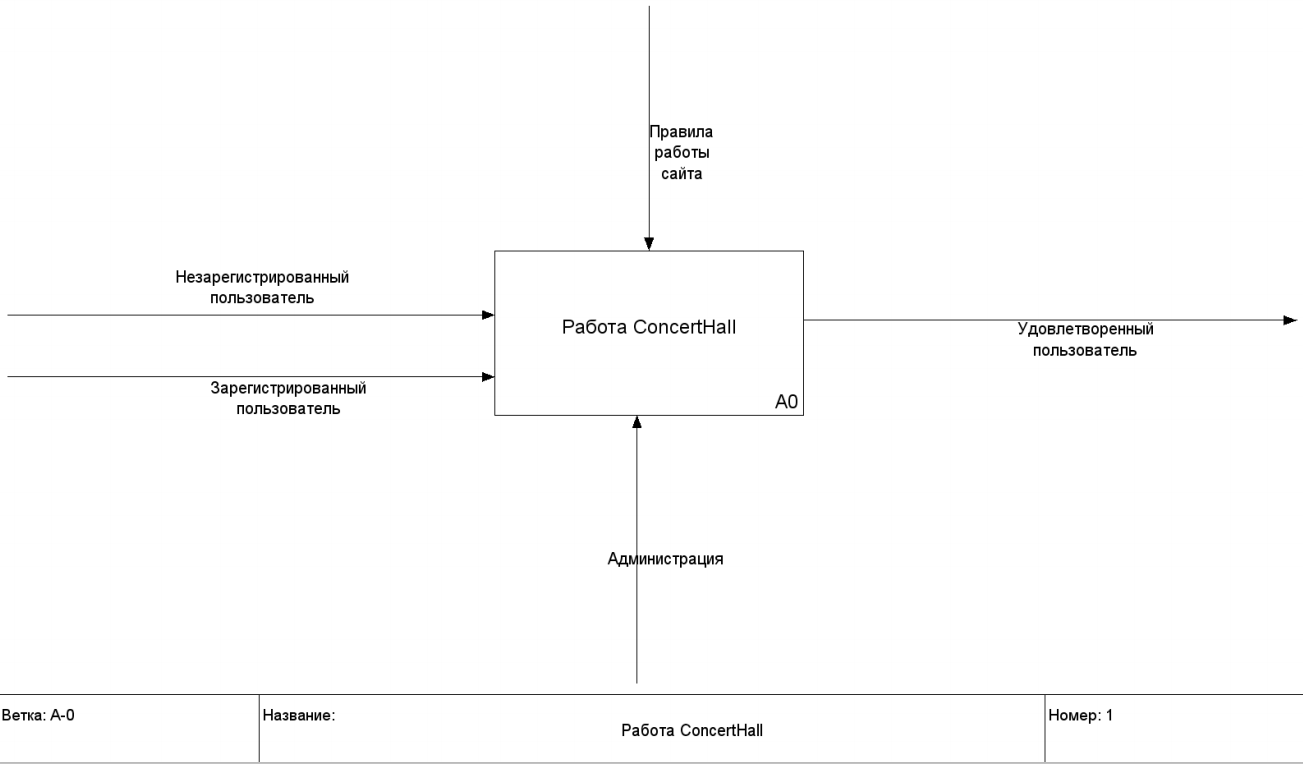 Правила
работы
сайта
Незарегистрированный
пользователь
Работа ConcertHall
Удовлетворенный
пользователь
Зарегистрированный
пользователь
A0
Администрация
Ветка: A-0
Название:
Работа ConcertHall
Номер: 1